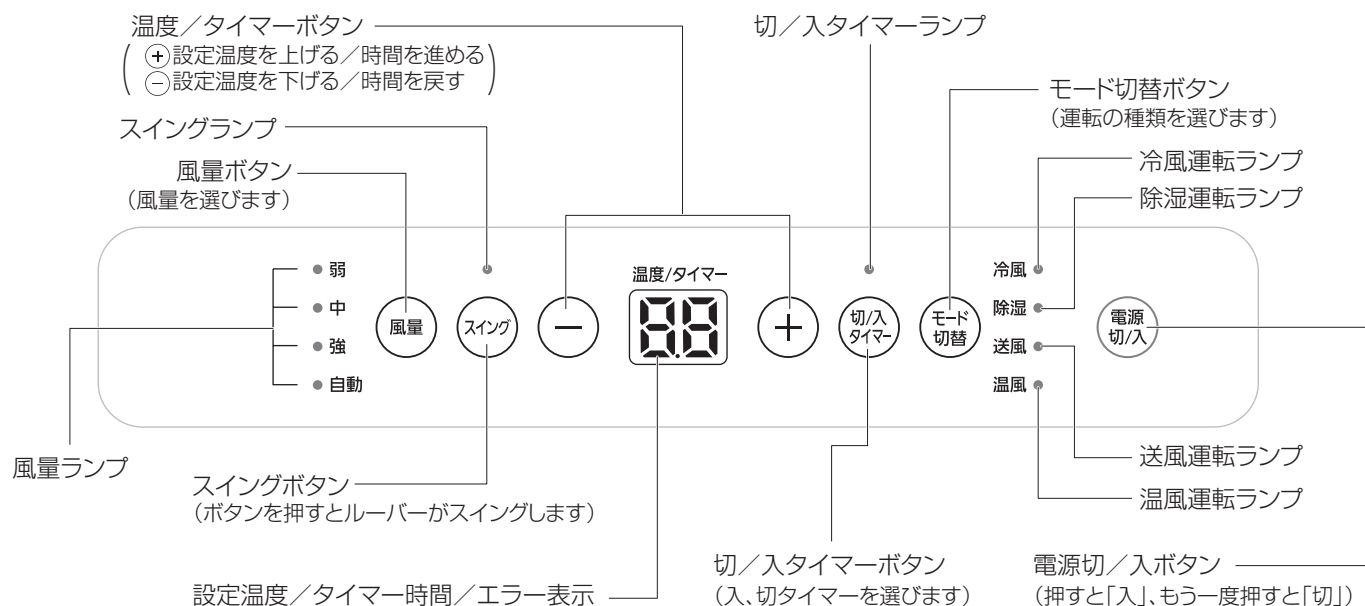 温度／タイマーボタン
(+)設定温度を上げる／時間を進める
(−)設定温度を下げる／時間を戻す
切／入タイマーランプ
モード切替ボタン
（運転の種類を選びます）
スイングランプ
冷風運転ランプ
風量ボタン
（風量を選びます）
除湿運転ランプ
弱
中
強
自動
風量
スイング
−
温度/タイマー
8.8
+
切/入
タイマー
モード
切替
冷風
除湿
送風
温風
電源
切/入
風量ランプ
送風運転ランプ
スイングボタン
（ボタンを押すとルーバーがスイングします）
温風運転ランプ
切／入タイマーボタン
（入、切タイマーを選びます）
電源切／入ボタン
（押すと「入」、もう一度押すと「切」）
設定温度／タイマー時間／エラー表示